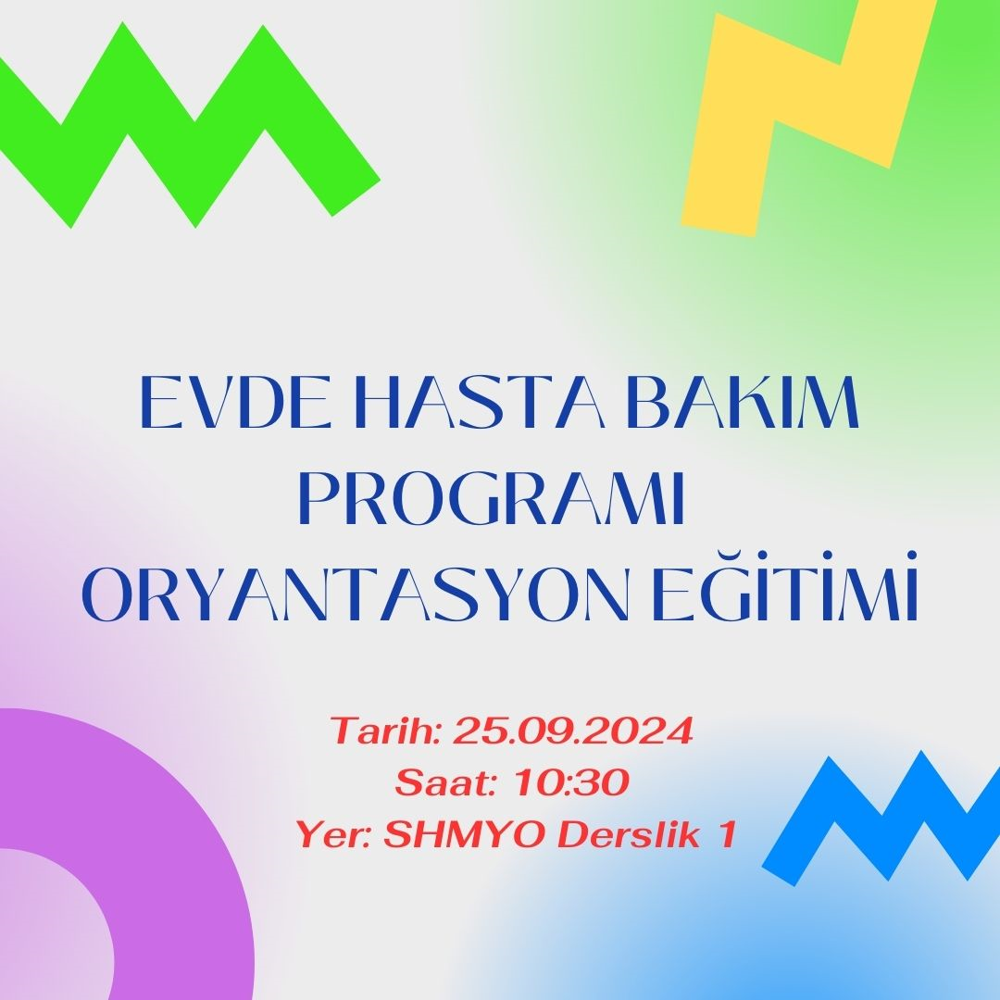 EVDE HASTA BAKIM
PROGRAMI
ORYANTASYON EĞİTİMİ
Tarih: 25.09.2024
Saat: 10:30
Yer: SHMYO Derslik 1